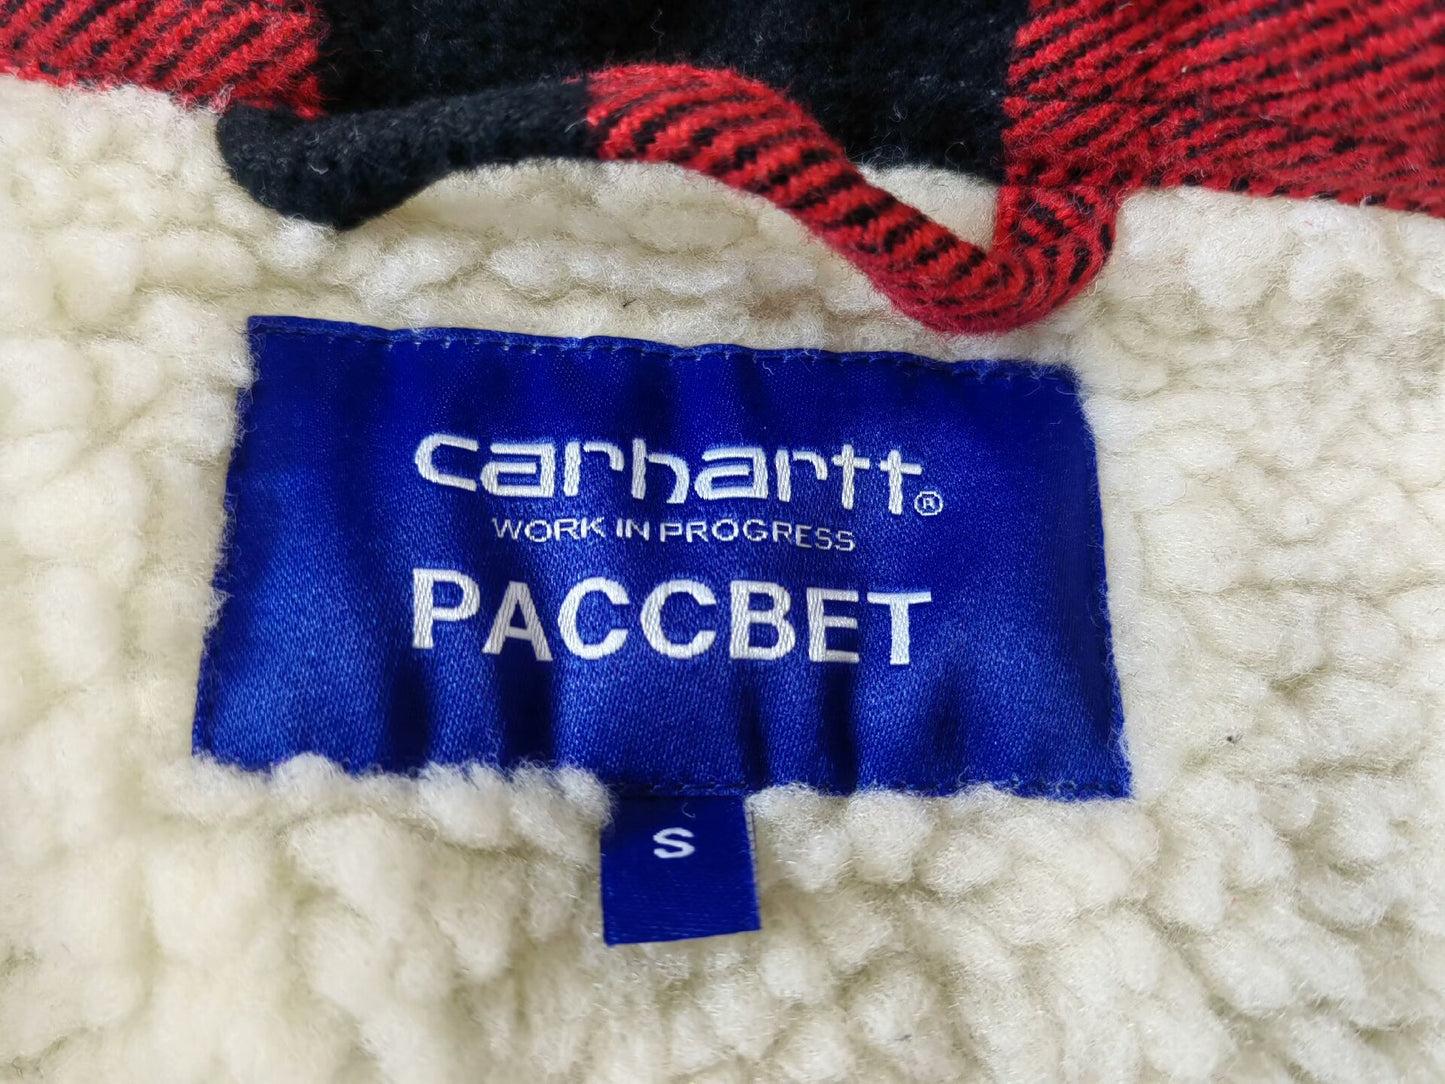 carhartt®
WORK IN PROGRESS
PACCBET
S